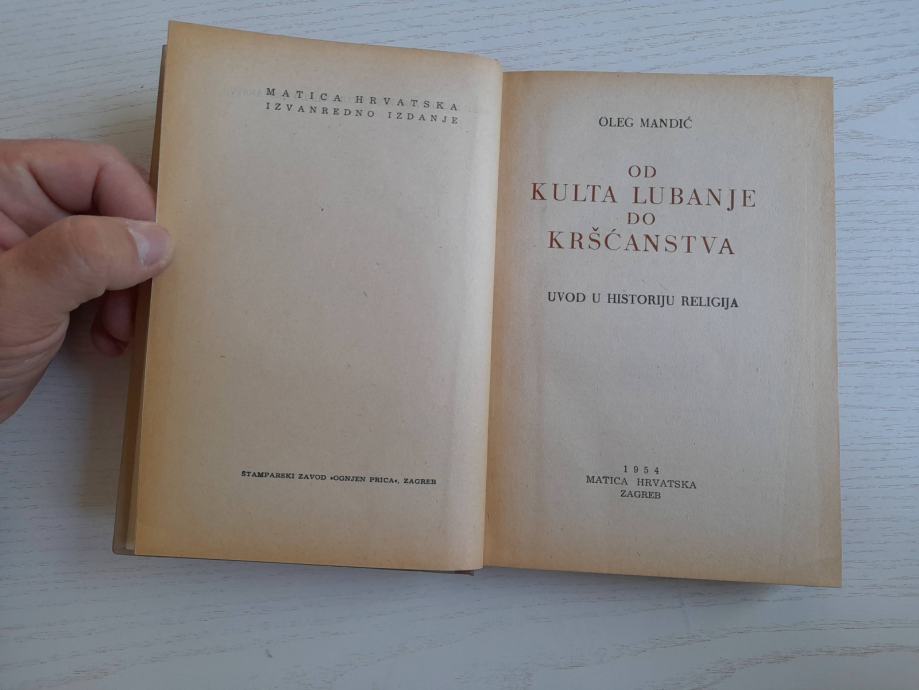 MATICA HRVATSKA
IZVANREDNO IZDANJE
ŠTAMPARSKI ZAVOD »OGNJEN PRICA«, ZAGREB
OLEG MANDIĆ
OD
KULTA LUBANJE
DO
KRŠĆANSTVA
UVOD U HISTORIJU RELIGIJA
1954
MATICA HRVATSKA
ZAGREB